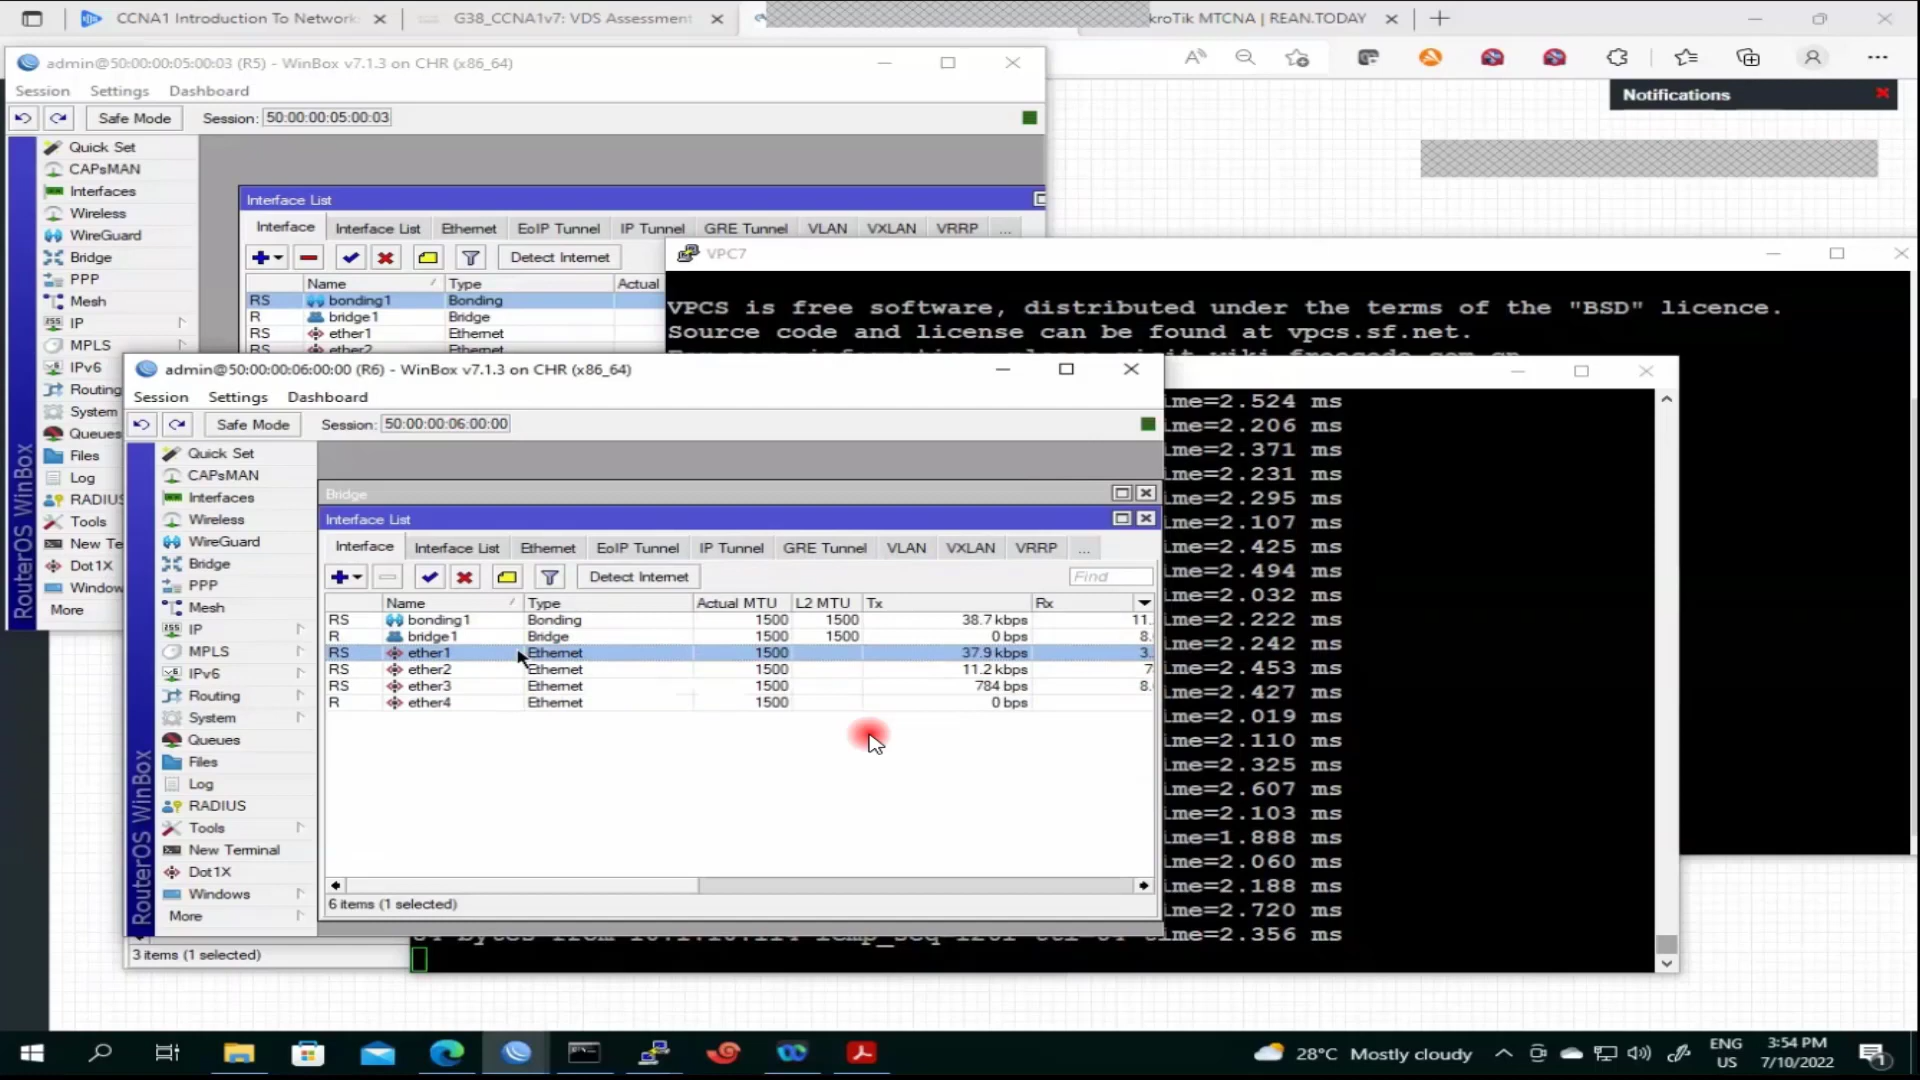 CCNA1 Introduction To Network
G38_CCNA1v7: VDS Assessment
kroTik MTCNA | REAN.TODAY
admin@50:00:00:05:00:03 (R5) - WinBox v7.1.3 on CHR (x86_64)
Session Settings Dashboard
Safe Mode Session: 50:00:00:05:00:03
Notifications
Quick Set
CAPsMAN
Interfaces
Wireless
WireGuard
Bridge
PPP
Mesh
IP
MPLS
IPv6
Routing
System
Queues
Files
Log
RADIUS
Tools
New Te
Dot1X
Window
More
RouterOS WinBox
Interface List
Interface Interface List Ethernet EoIP Tunnel IP Tunnel GRE Tunnel VLAN VXLAN VRRP ...
Detect Internet
Name Type Actual
RS bonding1 Bonding
R bridge1 Bridge
RS ether1 Ethernet
RS ether2 Ethernet
VPC7
VPCS is free software, distributed under the terms of the "BSD" licence.
Source code and license can be found at vpcs.sf.net.
admin@50:00:00:06:00:00 (R6) - WinBox v7.1.3 on CHR (x86_64)
Session Settings Dashboard
Safe Mode Session: 50:00:00:06:00:00
Quick Set
CAPsMAN
Interfaces
Wireless
WireGuard
Bridge
PPP
Mesh
IP
MPLS
IPv6
Routing
System
Queues
Files
Log
RADIUS
Tools
New Terminal
Dot1X
Windows
More
RouterOS WinBox
Bridge
Interface List
Interface Interface List Ethernet EoIP Tunnel IP Tunnel GRE Tunnel VLAN VXLAN VRRP ...
Detect Internet Find
Name Type Actual MTU L2 MTU Tx Rx
RS bonding1 Bonding 1500 1500 38.7 kbps 11.
R bridge1 Bridge 1500 1500 0 bps 8.
RS ether1 Ethernet 1500 37.9 kbps 3.
RS ether2 Ethernet 1500 11.2 kbps 7
RS ether3 Ethernet 1500 784 bps 8.
R ether4 Ethernet 1500 0 bps
6 items (1 selected)
3 items (1 selected)
ime=2.524 ms
ime=2.206 ms
ime=2.371 ms
ime=2.231 ms
ime=2.295 ms
ime=2.107 ms
ime=2.425 ms
ime=2.494 ms
ime=2.032 ms
ime=2.222 ms
ime=2.242 ms
ime=2.453 ms
ime=2.427 ms
ime=2.019 ms
ime=2.110 ms
ime=2.325 ms
ime=2.607 ms
ime=2.103 ms
ime=1.888 ms
ime=2.060 ms
ime=2.188 ms
ime=2.720 ms
ime=2.356 ms
28°C Mostly cloudy
ENG
US
3:54 PM
7/10/2022
1